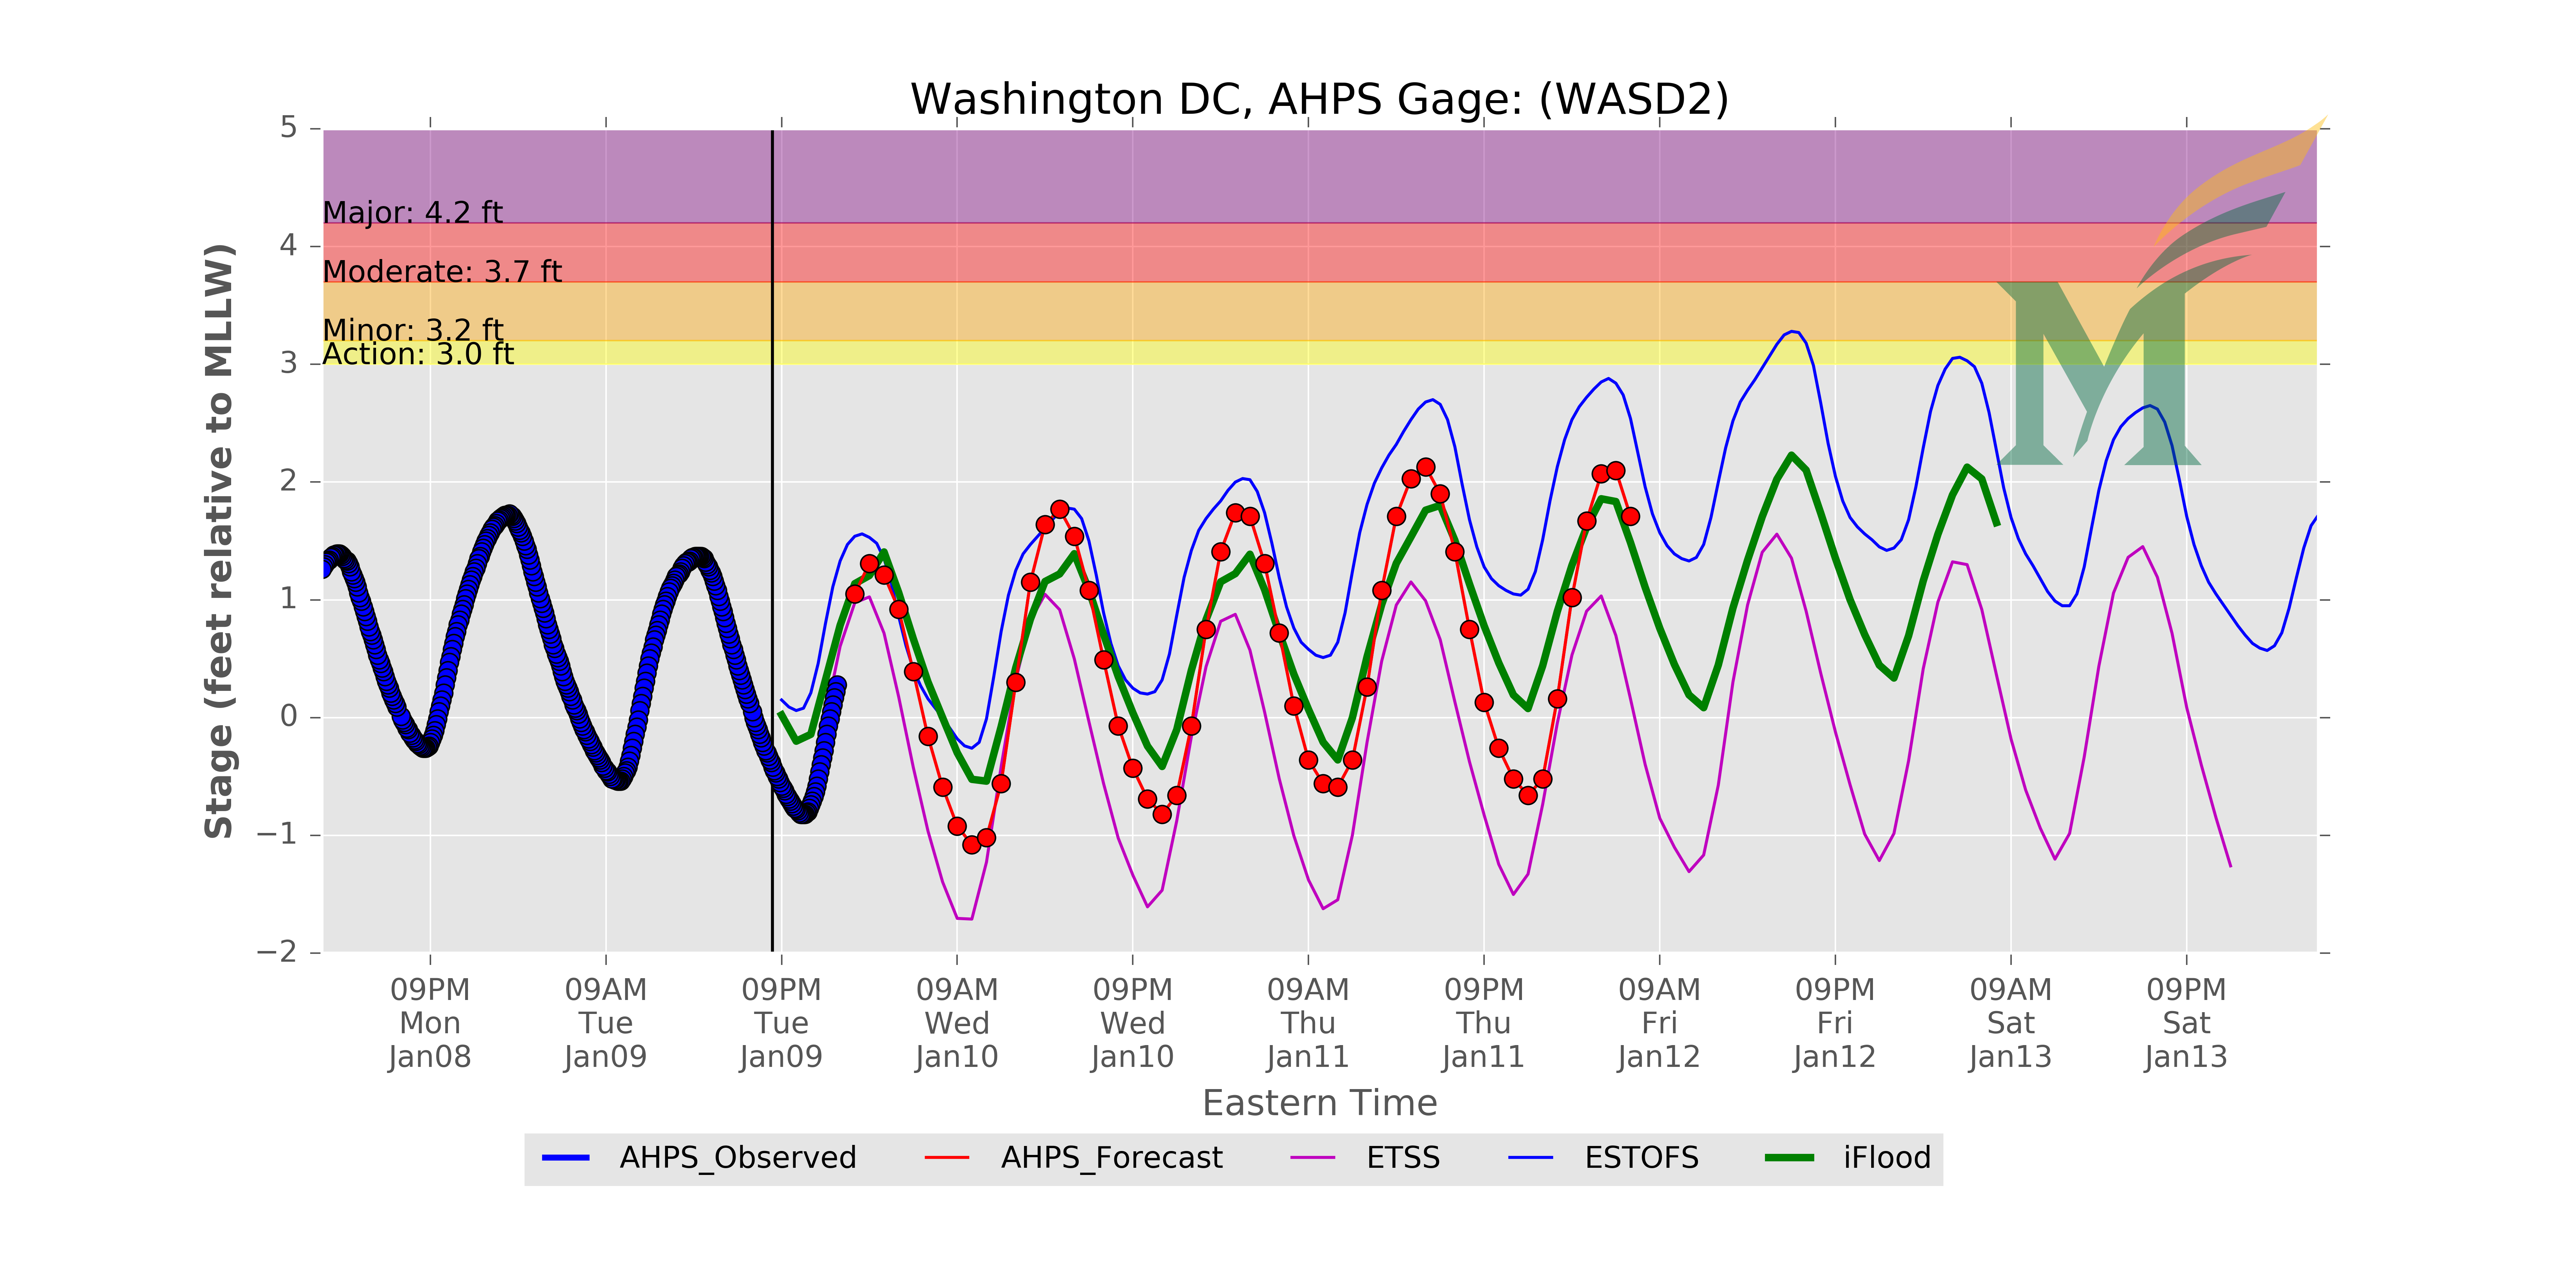 Washington DC, AHPS Gage: (WASD2)
Stage (feet relative to MLLW)
5
4
3
2
1
0
−1
−2
Major: 4.2 ft
Moderate: 3.7 ft
Minor: 3.2 ft
Action: 3.0 ft
09PM 09AM 09PM 09AM 09PM 09AM 09PM 09AM 09PM 09AM 09PM
Mon Tue Tue Wed Wed Thu Thu Fri Fri Sat Sat
Jan08 Jan09 Jan09 Jan10 Jan10 Jan11 Jan11 Jan12 Jan12 Jan13 Jan13
Eastern Time
AHPS_Observed AHPS_Forecast ETSS ESTOFS iFlood